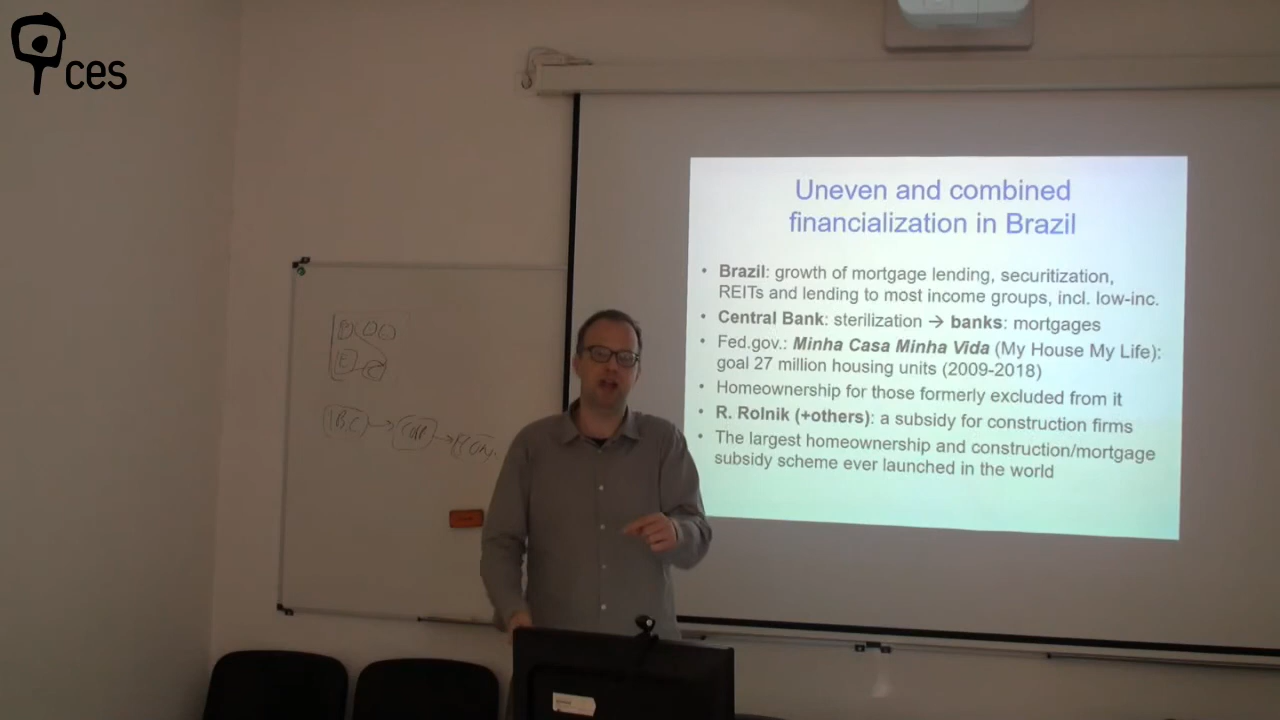 ces
Uneven and combined
financialization in Brazil
• Brazil: growth of mortgage lending, securitization,
REITs and lending to most income groups, incl. low-inc.
• Central Bank: sterilization → banks: mortgages
• Fed.gov.: Minha Casa Minha Vida (My House My Life):
goal 27 million housing units (2009-2018)
• Homeownership for those formerly excluded from it
• R. Rolnik (+others): a subsidy for construction firms
• The largest homeownership and construction/mortgage
subsidy scheme ever launched in the world